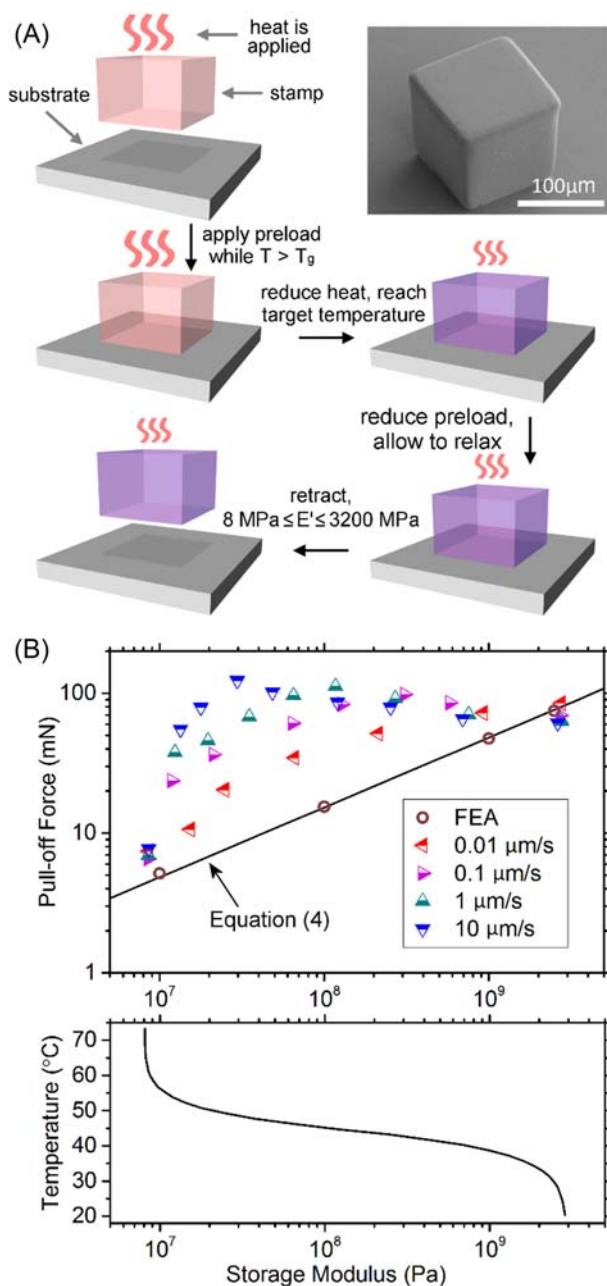 (A)
heat is
applied
substrate
stamp
100µm
apply preload
while T > Tg
reduce heat, reach
target temperature
reduce preload,
allow to relax
retract,
8 MPa ≤ E' ≤ 3200 MPa
(B)
Pull-off Force (mN)
100
10
1
FEA
0.01 µm/s
0.1 µm/s
1 µm/s
10 µm/s
Equation (4)
10⁷
10⁸
10⁹
Temperature (°C)
70
60
50
40
30
20
10⁷
10⁸
10⁹
Storage Modulus (Pa)